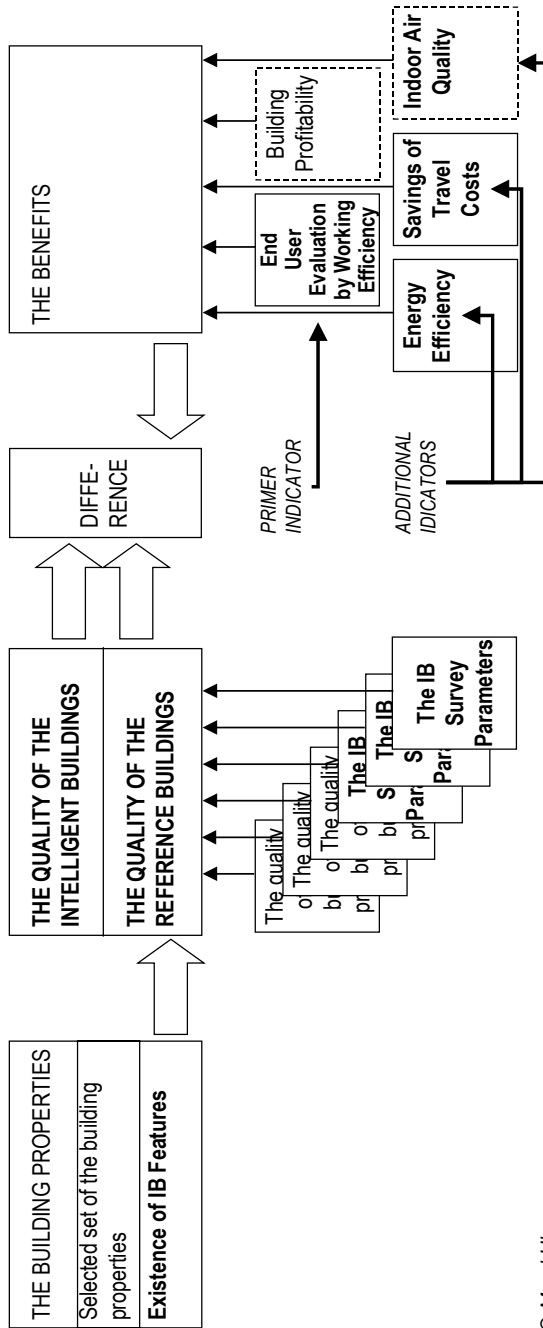 THE BUILDING PROPERTIES
Selected set of the building
properties
Existence of IB Features
THE QUALITY OF THE
INTELLIGENT BUILDINGS
THE QUALITY OF THE
REFERENCE BUILDINGS
DIFFE-
RENCE
THE BENEFITS
The quality
The quality
The quality
The IB
The IB
The IB
Survey
Parameters
PRIMER
INDICATOR
ADDITIONAL
IDICATORS
End
User
Evaluation
by Working
Efficiency
Building
Profitability
Energy
Efficiency
Savings of
Travel
Costs
Indoor Air
Quality